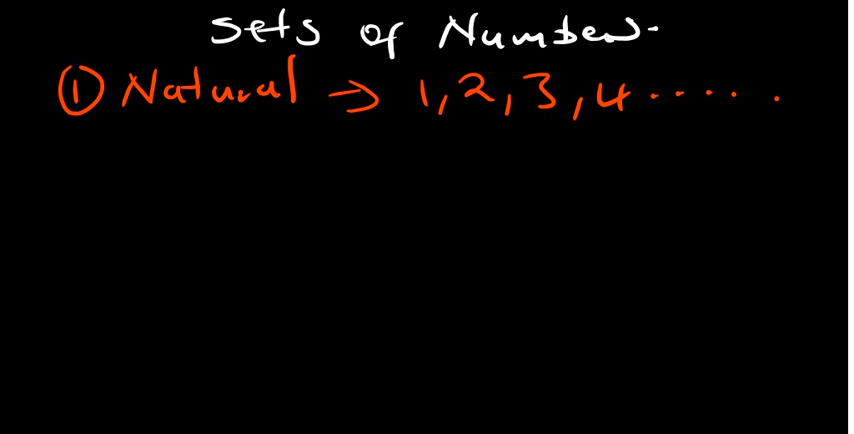 Sets of Numbers.
① Natural → 1, 2, 3, 4 ..... .